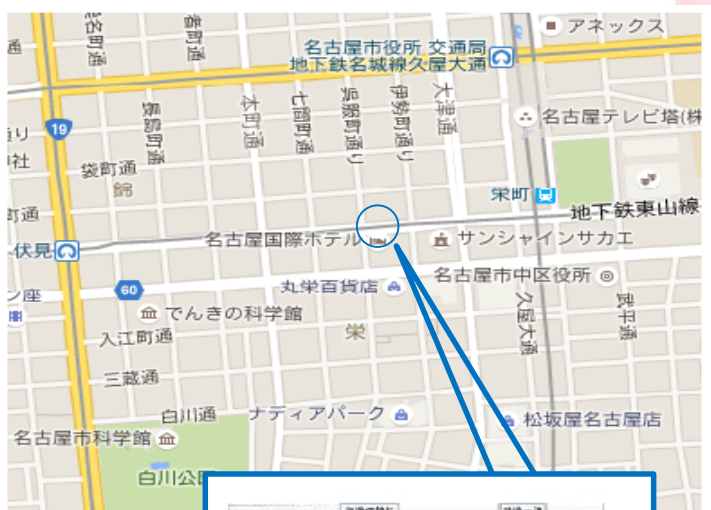 アネックス
名古屋市役所 交通局
地下鉄名城線久屋大通
本町通
七間町通
呉服町通り
伊勢町通り
大津通
長島町通
19
名古屋テレビ塔(株
袋町通
錦
栄町
地下鉄東山線
伏見
名古屋国際ホテル
サンシャインサカエ
名古屋市中区役所
60
丸栄百貨店
でんきの科学館
入江町通
栄
久屋大通
武平通
三蔵通
白川通
ナディアパーク
松坂屋名古屋店
名古屋市科学館
白川公